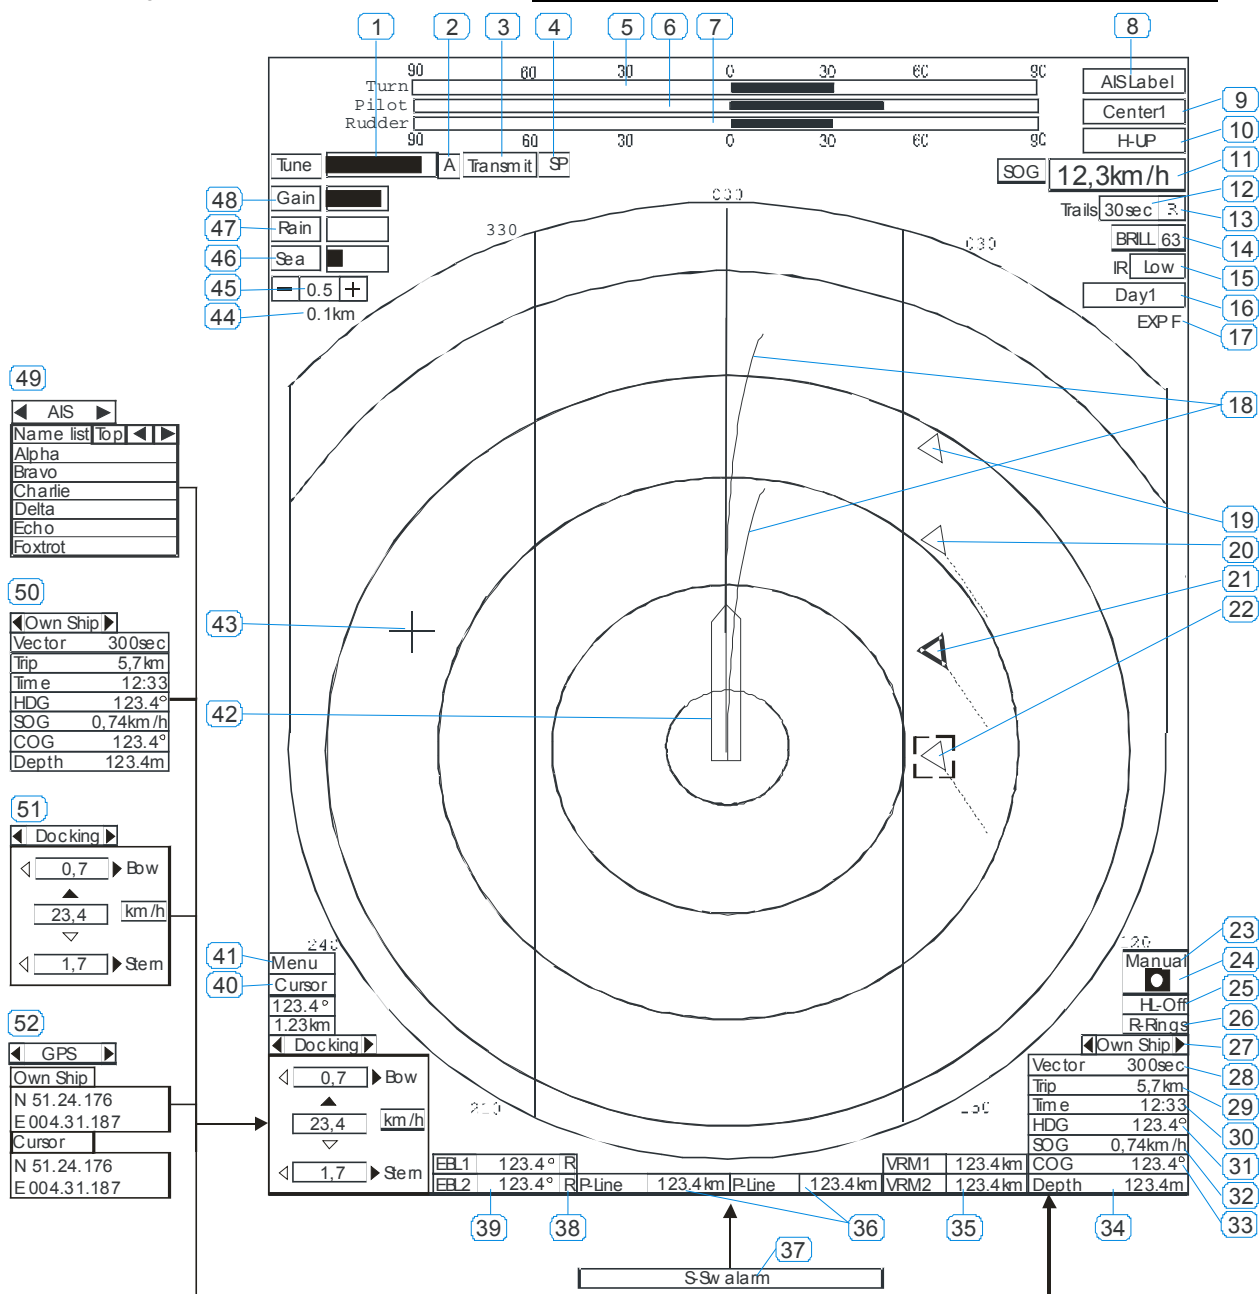 1 2 3 4 5 6 7 8
90 60 30 0 30 60 90
Turn
Pilot
Rudder
90 60 30 0 30 60 90
AISLabel
Center1 9
H-UP 10
Tune A Transmit SP
SOG 12,3km/h 11
48 Gain
Trails 30sec R 12
13
47 Rain
BRILL 63 14
46 Sea
IR Low 15
45 - 0.5 +
Day1 16
44 0.1km
EXP F 17
330 030
18
49
AIS
Name list Top
Alpha
Bravo
Charlie
Delta
Echo
Foxtrot
19
20
21
22
50
Own Ship
Vector 300sec
Trip 5,7km
Time 12:33
HDG 123.4°
SOG 0,74km/h
COG 123.4°
Depth 123.4m
43
42
51
Docking
0,7 Bow
23,4 km/h
1,7 Stern
240 120
41 Menu
40 Cursor
123.4°
1.23km
Docking
0,7 Bow
23,4 km/h
1,7 Stern
Manual 23
24
HL-Off 25
R-Rings 26
Own Ship 27
Vector 300sec 28
Trip 5,7km 29
Time 12:33 30
HDG 123.4° 31
SOG 0,74km/h 32
COG 123.4° 33
Depth 123.4m
52
GPS
Own Ship
N 51.24.176
E 004.31.187
Cursor
N 51.24.176
E 004.31.187
210 150
EBL1 123.4° R
EBL2 123.4° R
P-Line 123.4km P-Line 123.4km
VRM1 123.4km
VRM2 123.4km
39 38 36 35 34
37
S-Sw alarm